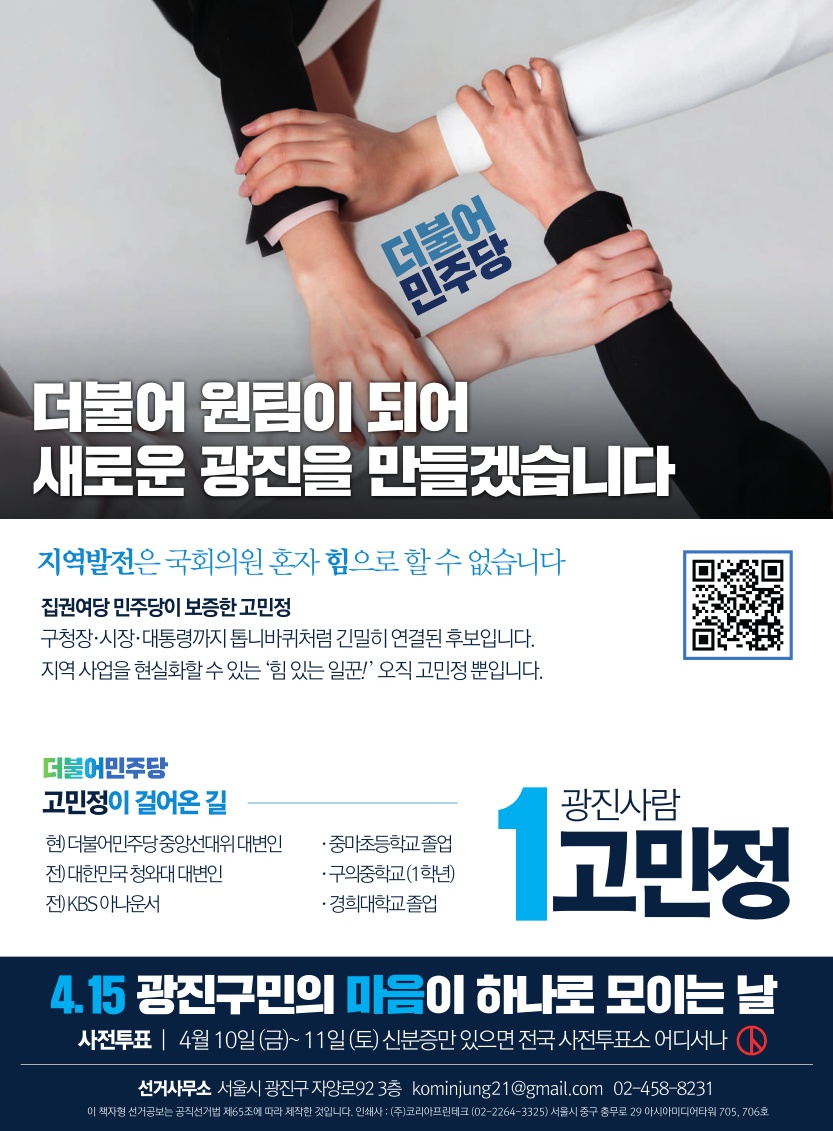 더불어
민주당
더불어 원팀이 되어
새로운 광진을 만들겠습니다
지역발전은 국회의원 혼자 힘으로 할 수 없습니다
집권여당 민주당이 보증한 고민정
구청장·시장·대통령까지 톱니바퀴처럼 긴밀히 연결된 후보입니다.
지역 사업을 현실화할 수 있는 ‘힘 있는 일꾼!’ 오직 고민정 뿐입니다.
더불어민주당
고민정이 걸어온 길
현) 더불어민주당 중앙선대위 대변인
전) 대한민국 청와대 대변인
전) KBS 아나운서
· 중마초등학교 졸업
· 구의중학교 (1학년)
· 경희대학교 졸업
1
광진사람
고민정
4.15 광진구민의 마음이 하나로 모이는 날
사전투표 | 4월 10일 (금)~ 11일 (토) 신분증만 있으면 전국 사전투표소 어디서나
선거사무소 서울시 광진구 자양로92 3층 kominjung21@gmail.com 02-458-8231
이 책자형 선거공보는 공직선거법 제65조에 따라 제작한 것입니다. 인쇄사 : (주)코리아프린테크 (02-2264-3325) 서울시 중구 충무로 29 아시아미디어타워 705, 706호